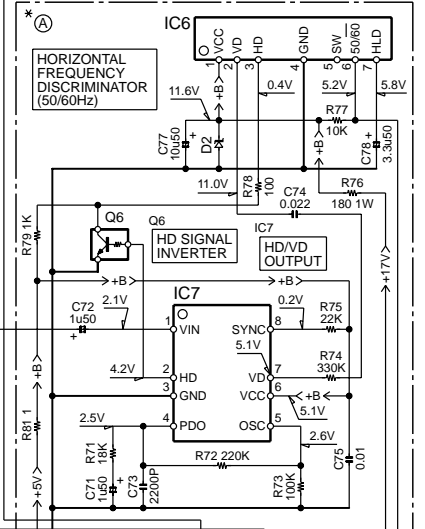 * A
IC6
VCC
VD
HD
GND
SW
50/60
HLD
1 2 3 4 5 6 7
HORIZONTAL
FREQUENCY
DISCRIMINATOR
(50/60Hz)
11.6V
+B
0.4V
5.2V
5.8V
R77
10K
C77
10u50
+
D2
+B
C78
3.3u50
+
11.0V
R78
100
C74
0.022
R76
180 1W
R79 1K
Q6
Q6
HD SIGNAL
INVERTER
IC7
HD/VD
OUTPUT
+17V
+B
+B
IC7
C72
1u50
+
2.1V
0.2V
R75
22K
1 VIN
SYNC 8
5.1V
R74
330K
4.2V
2 HD
VD 7
3 GND
VCC 6
+B
5.1V
+B
2.5V
4 PDO
OSC 5
2.6V
R81 1
R71
18K
R72 220K
C75
0.01
C71
1u50
+
C73
2200P
R73
100K
+5V